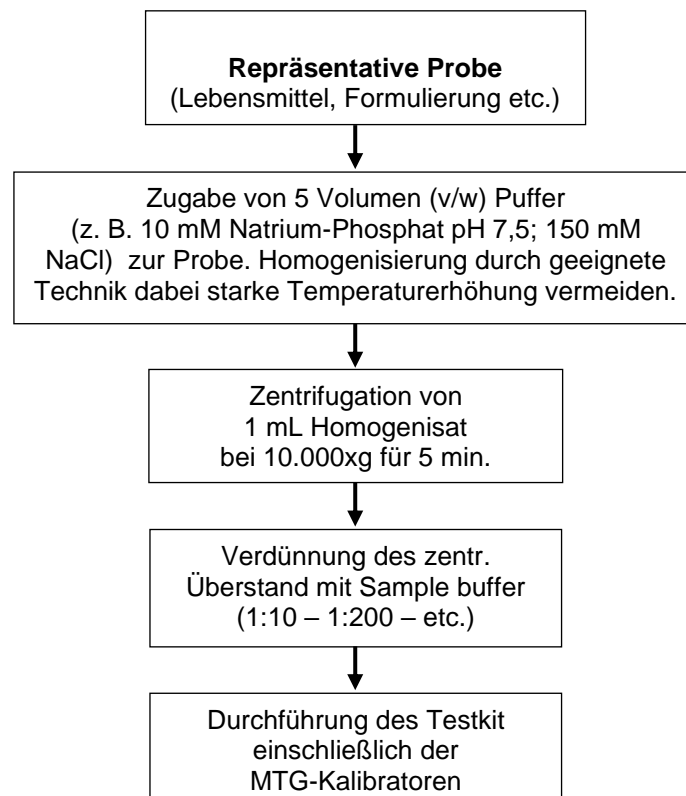 Repräsentative Probe
(Lebensmittel, Formulierung etc.)
Zugabe von 5 Volumen (v/w) Puffer
(z. B. 10 mM Natrium-Phosphat pH 7,5; 150 mM
NaCl)  zur Probe. Homogenisierung durch geeignete
Technik dabei starke Temperaturerhöhung vermeiden.
Zentrifugation von
1 mL Homogenisat
bei 10.000xg für 5 min.
Verdünnung des zentr.
Überstand mit Sample buffer
(1:10 – 1:200 – etc.)
Durchführung des Testkit
einschließlich der
MTG-Kalibratoren